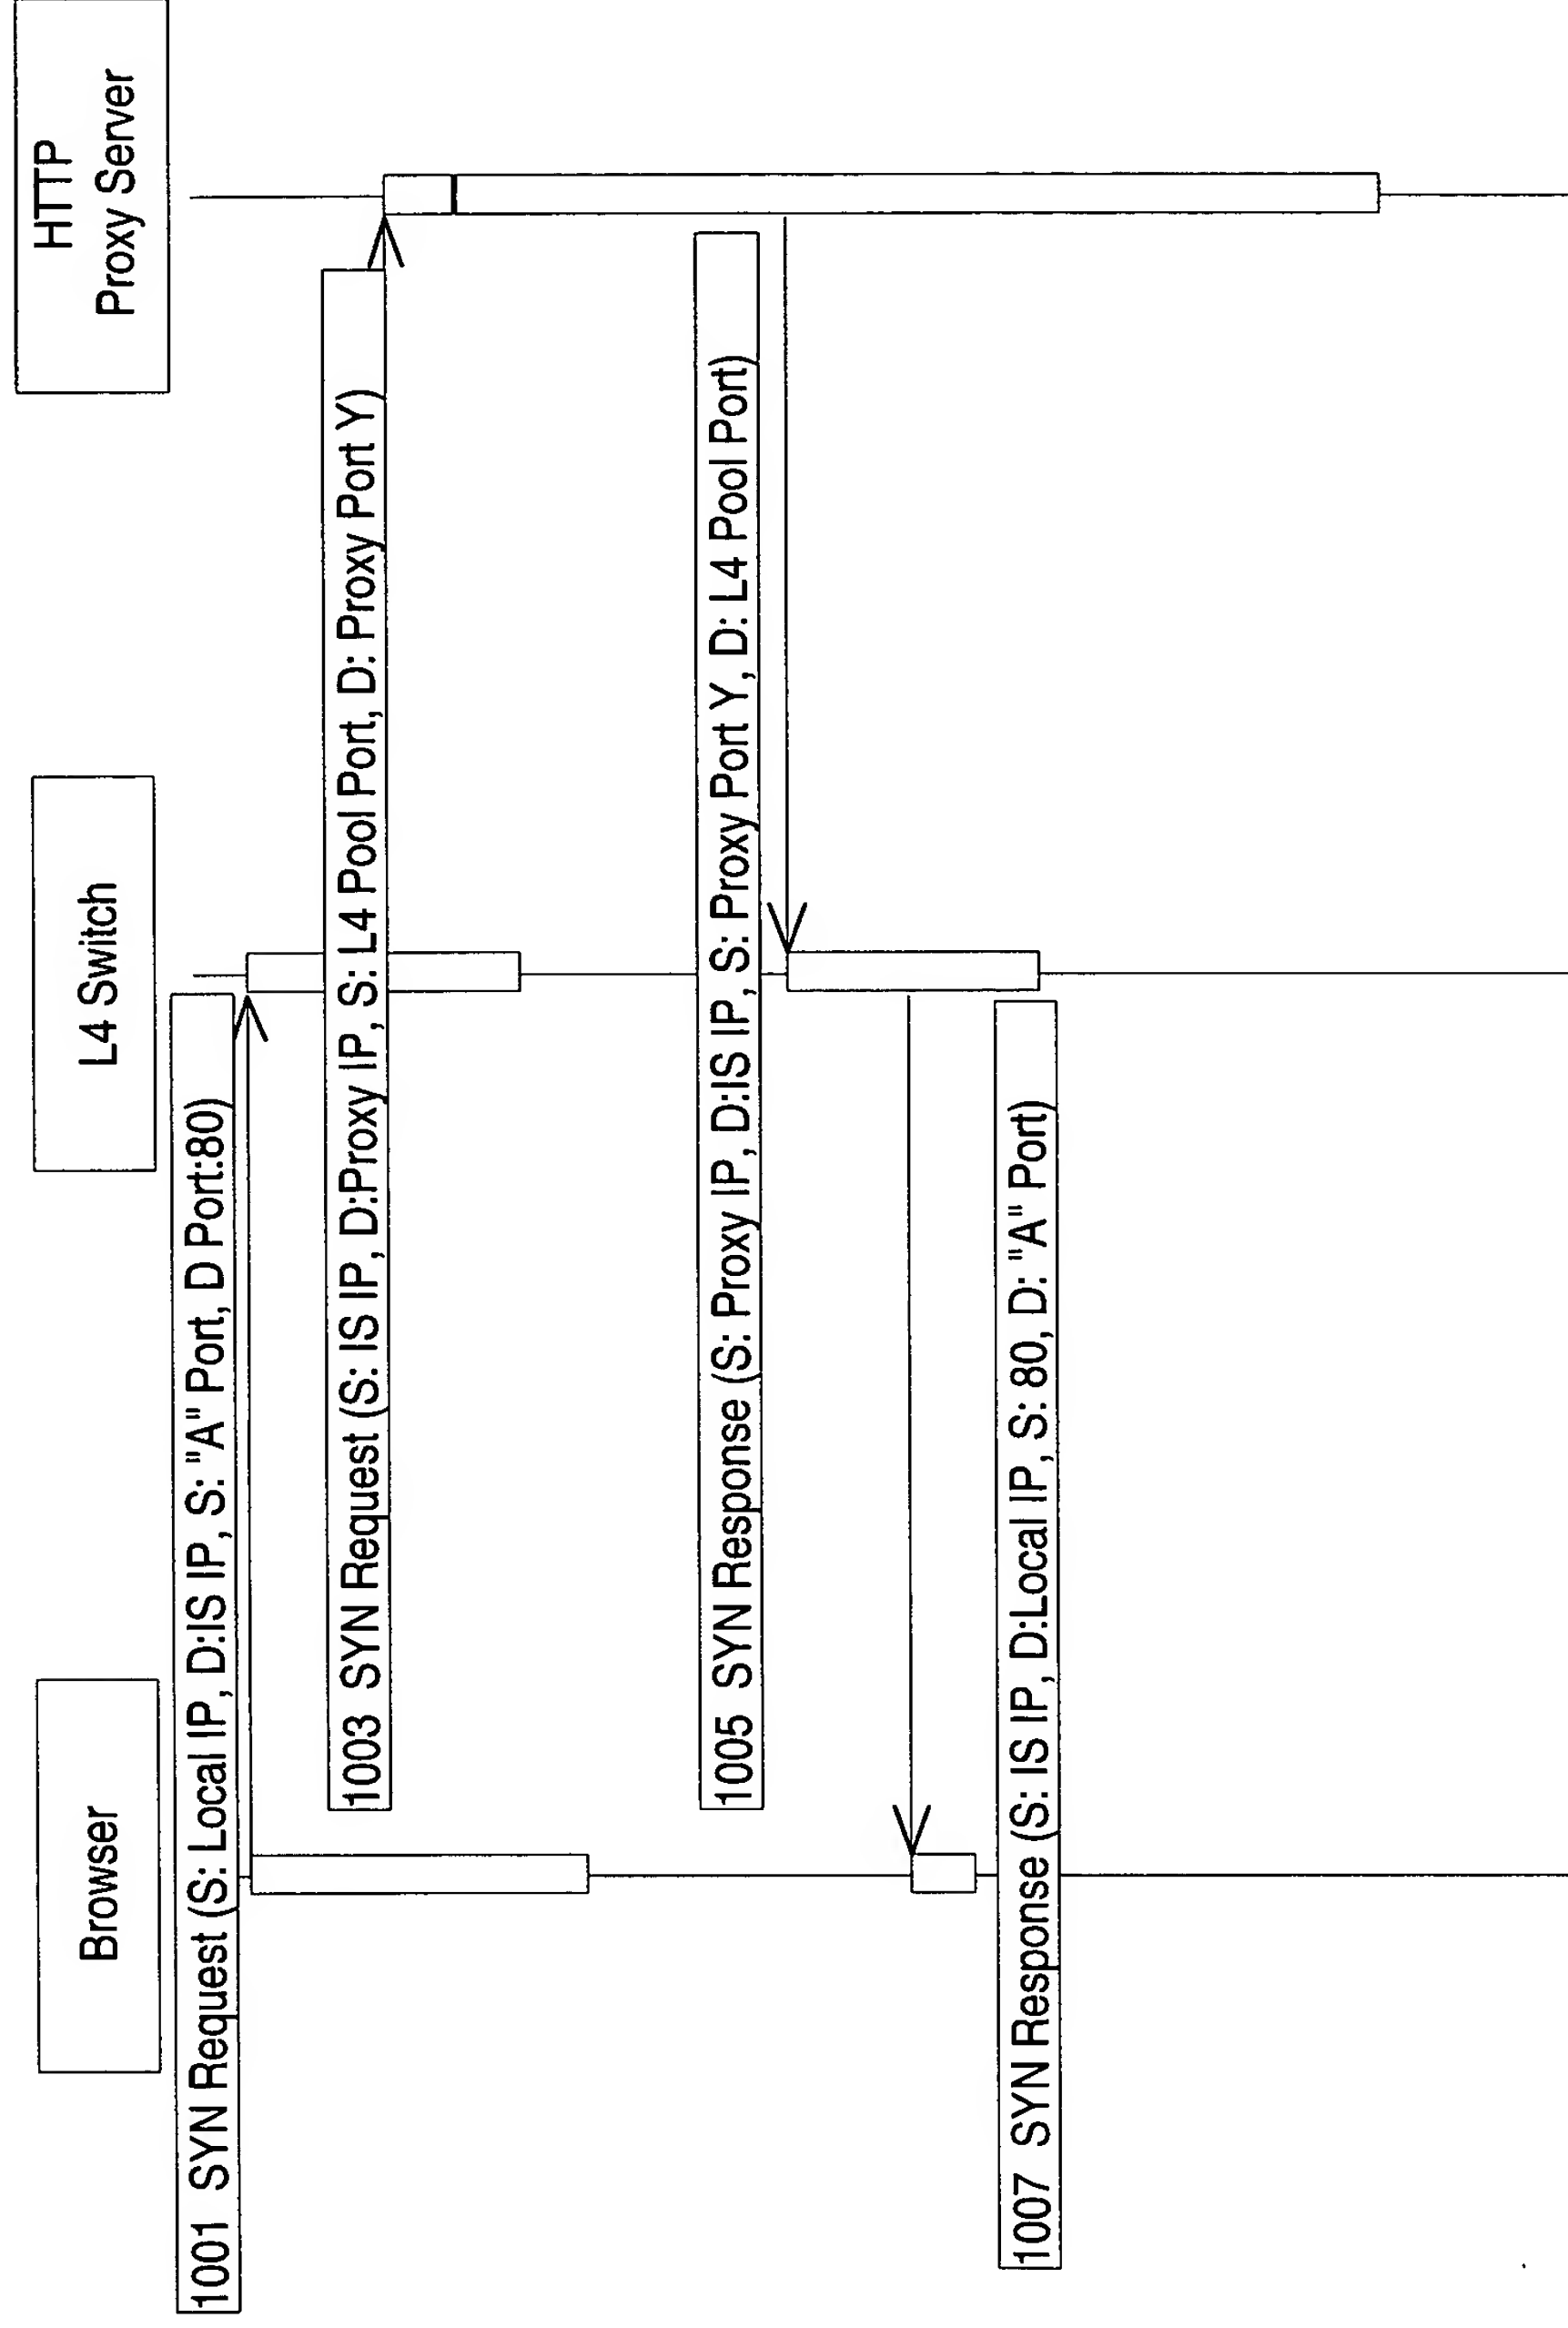 Browser
L4 Switch
HTTP
Proxy Server
1001 SYN Request (S: Local IP, D:IS IP, S: "A" Port, D Port:80)
1003 SYN Request (S: IS IP, D:Proxy IP, S: L4 Pool Port, D: Proxy Port Y)
1005 SYN Response (S: Proxy IP, D:IS IP, S: Proxy Port Y, D: L4 Pool Port)
1007 SYN Response (S: IS IP, D:Local IP, S: 80, D: "A" Port)